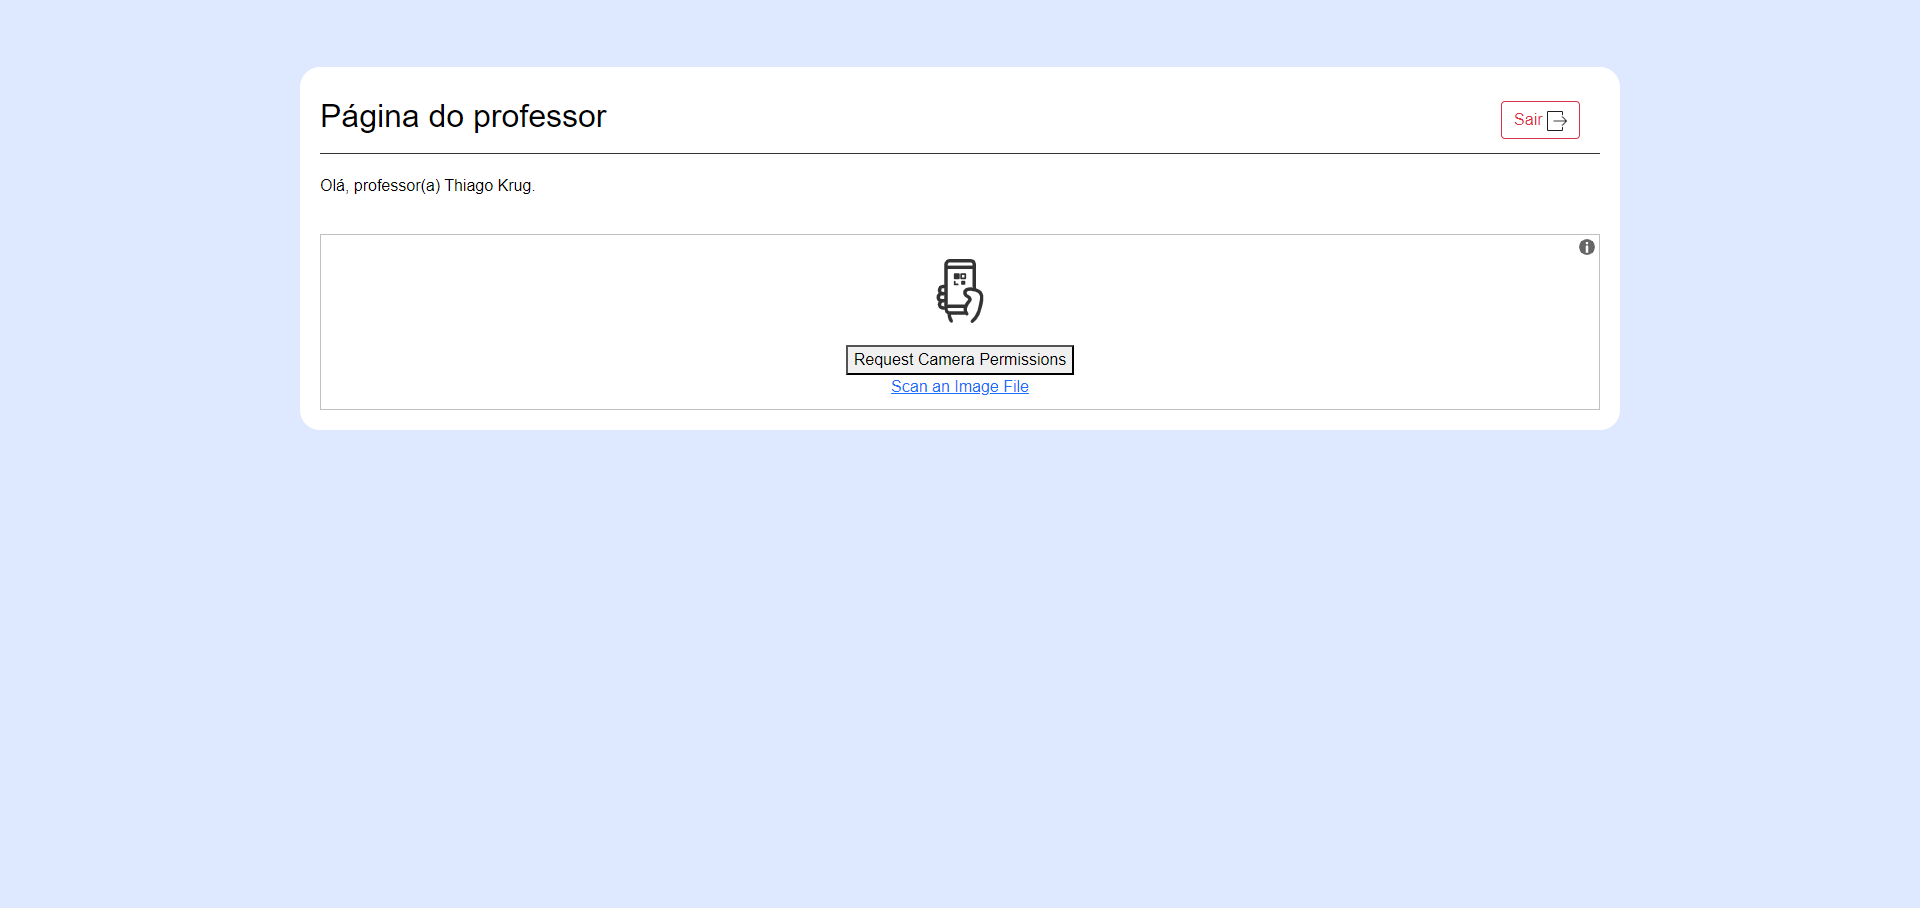 Página do professor
Sair
Olá, professor(a) Thiago Krug.
Request Camera Permissions
Scan an Image File